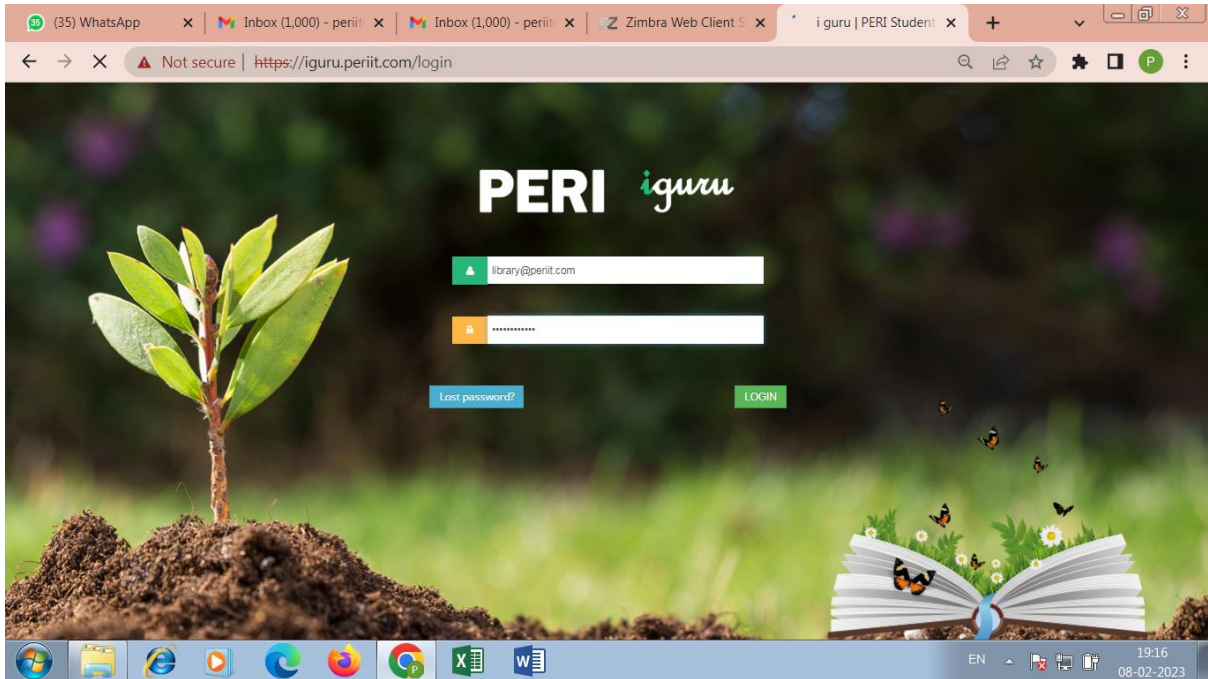 35 (35) WhatsApp
Inbox (1,000) - periit
Inbox (1,000) - periit
Zimbra Web Client S
i guru | PERI Student
Not secure | https://iguru.periit.com/login
P
PERI iguru
library@periit.com
••••••••••••
Lost password? LOGIN
EN
19:16
08-02-2023